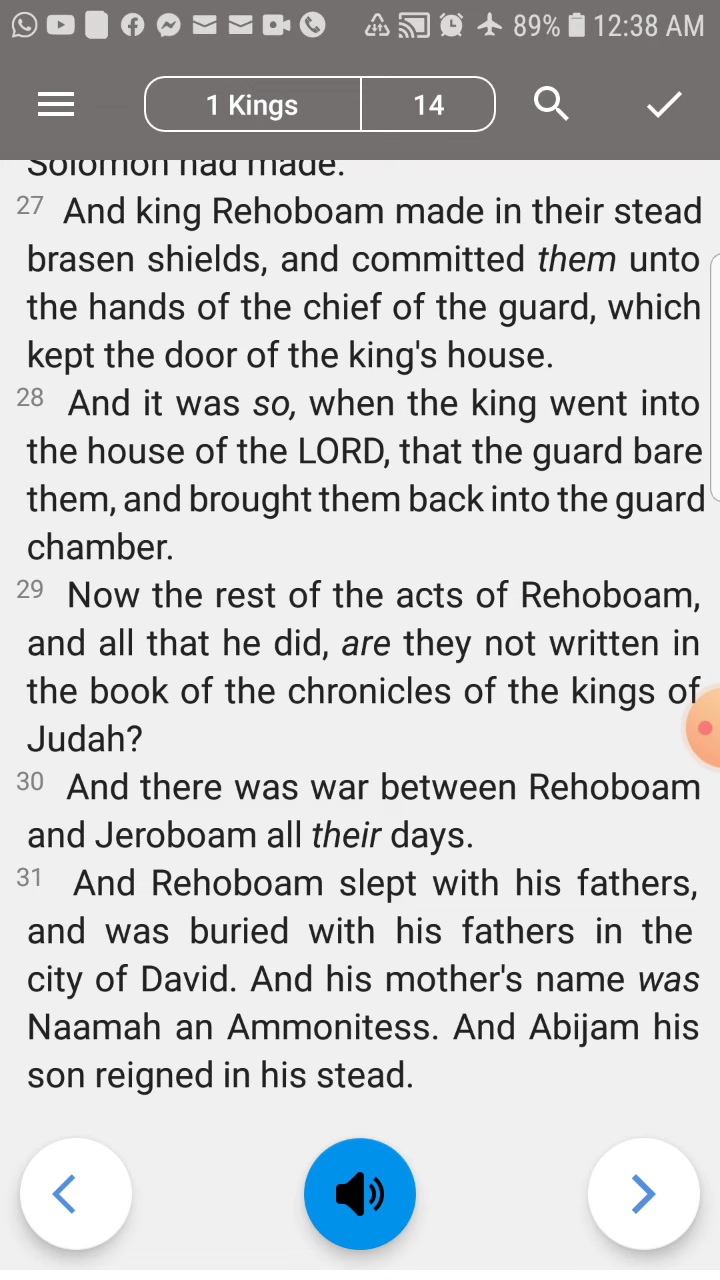 89% 12:38 AM
1 Kings 14
Solomon had made.
27 And king Rehoboam made in their stead
brasen shields, and committed them unto
the hands of the chief of the guard, which
kept the door of the king's house.
28 And it was so, when the king went into
the house of the LORD, that the guard bare
them, and brought them back into the guard
chamber.
29 Now the rest of the acts of Rehoboam,
and all that he did, are they not written in
the book of the chronicles of the kings of
Judah?
30 And there was war between Rehoboam
and Jeroboam all their days.
31 And Rehoboam slept with his fathers,
and was buried with his fathers in the
city of David. And his mother's name was
Naamah an Ammonitess. And Abijam his
son reigned in his stead.